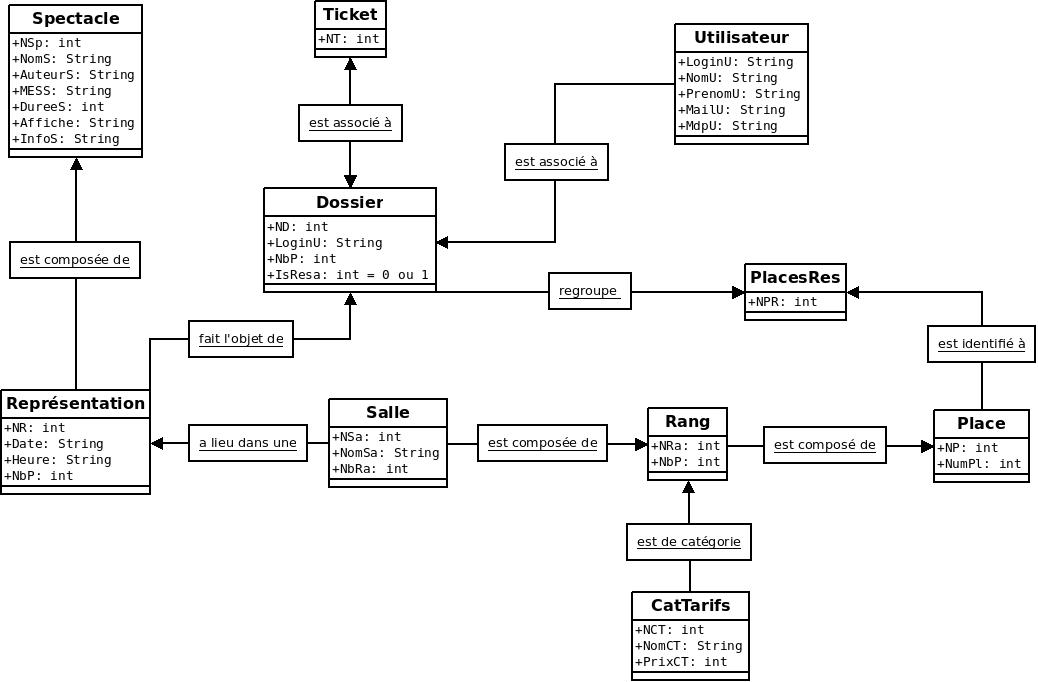 Spectacle
+NSp: int
+NomS: String
+AuteurS: String
+MESS: String
+DureeS: int
+Affiche: String
+InfoS: String
Ticket
+NT: int
Utilisateur
+LoginU: String
+NomU: String
+PrenomU: String
+MailU: String
+MdpU: String
est associé à
est associé à
Dossier
+ND: int
+LoginU: String
+NbP: int
+IsResa: int = 0 ou 1
est composée de
regroupe
PlacesRes
+NPR: int
fait l'objet de
est identifié à
Représentation
+NR: int
+Date: String
+Heure: String
+NbP: int
a lieu dans une
Salle
+NSa: int
+NomSa: String
+NbRa: int
est composée de
Rang
+NRa: int
+NbP: int
est composé de
Place
+NP: int
+NumPl: int
est de catégorie
CatTarifs
+NCT: int
+NomCT: String
+PrixCT: int